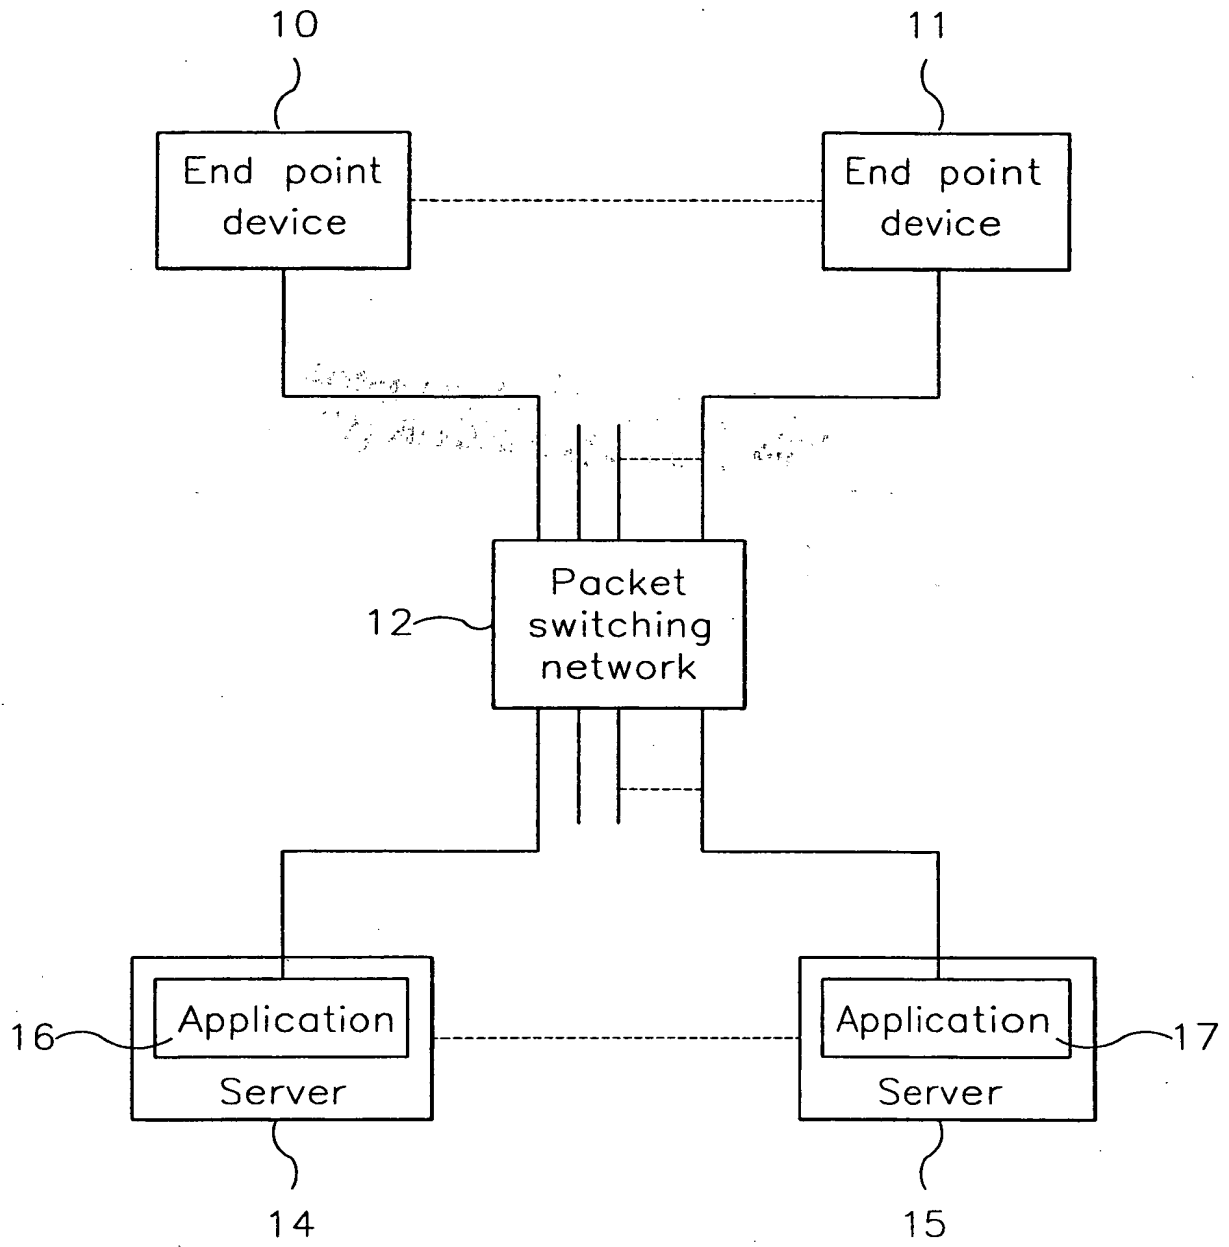 10
11
End point
device
End point
device
12
Packet
switching
network
16
Application
Server
Application
17
Server
14
15